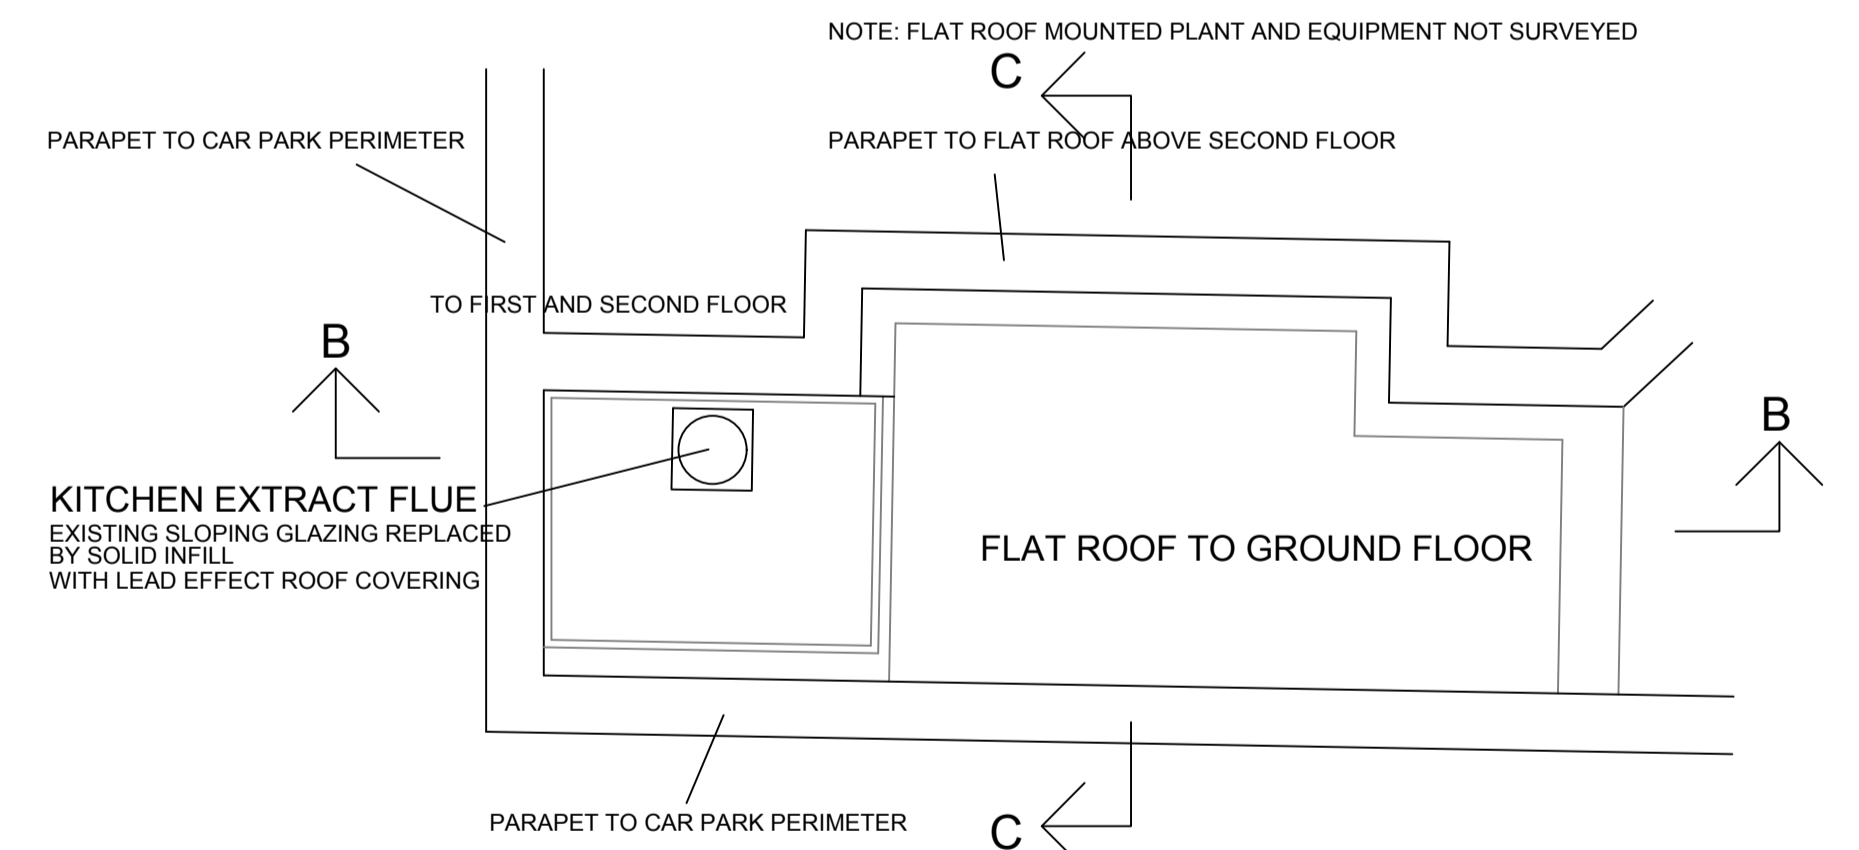 NOTE: FLAT ROOF MOUNTED PLANT AND EQUIPMENT NOT SURVEYED
C
PARAPET TO CAR PARK PERIMETER
PARAPET TO FLAT ROOF ABOVE SECOND FLOOR
TO FIRST AND SECOND FLOOR
B
B
KITCHEN EXTRACT FLUE
EXISTING SLOPING GLAZING REPLACED
BY SOLID INFILL
WITH LEAD EFFECT ROOF COVERING
FLAT ROOF TO GROUND FLOOR
PARAPET TO CAR PARK PERIMETER
C